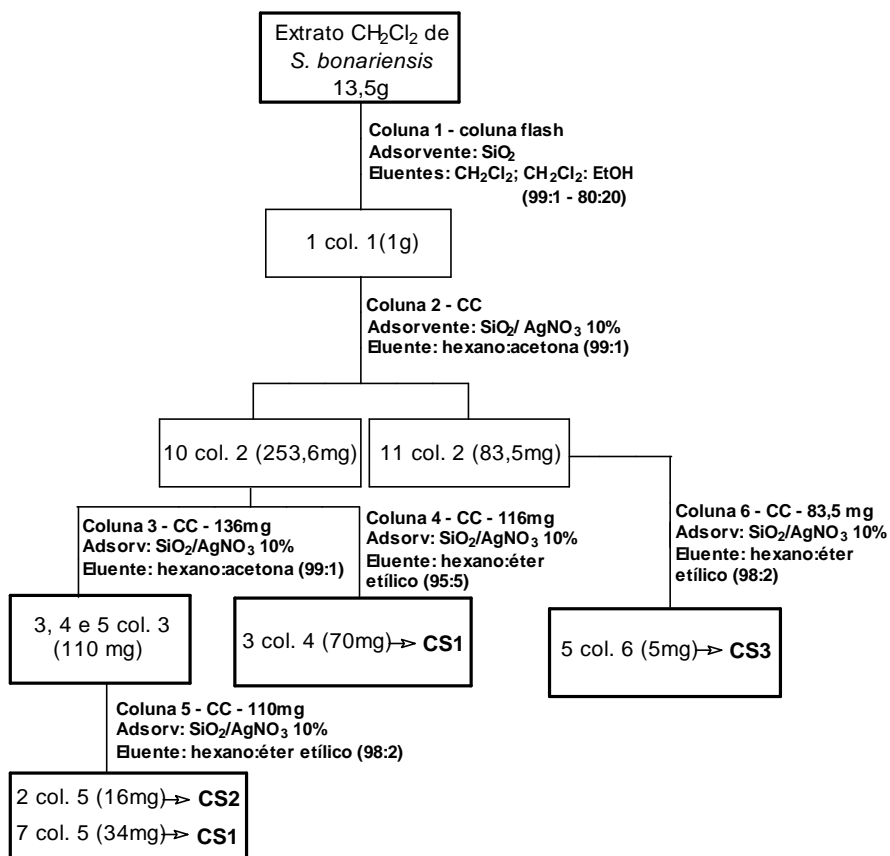 Extrato CH₂Cl₂ de
S. bonariensis
13,5g
Coluna 1 - coluna flash
Adsorvente: SiO₂
Eluentes: CH₂Cl₂; CH₂Cl₂: EtOH
(99:1 - 80:20)
1 col. 1(1g)
Coluna 2 - CC
Adsorvente: SiO₂/ AgNO₃ 10%
Eluente: hexano:acetona (99:1)
10 col. 2 (253,6mg)
11 col. 2 (83,5mg)
Coluna 3 - CC - 136mg
Adsorv: SiO₂/AgNO₃ 10%
Eluente: hexano:acetona (99:1)
Coluna 4 - CC - 116mg
Adsorv: SiO₂/AgNO₃ 10%
Eluente: hexano:éter
etílico (95:5)
Coluna 6 - CC - 83,5 mg
Adsorv: SiO₂/AgNO₃ 10%
Eluente: hexano:éter
etílico (98:2)
3, 4 e 5 col. 3
(110 mg)
3 col. 4 (70mg)→ CS1
5 col. 6 (5mg)→ CS3
Coluna 5 - CC - 110mg
Adsorv: SiO₂/AgNO₃ 10%
Eluente: hexano:éter etílico (98:2)
2 col. 5 (16mg)→ CS2
7 col. 5 (34mg)→ CS1